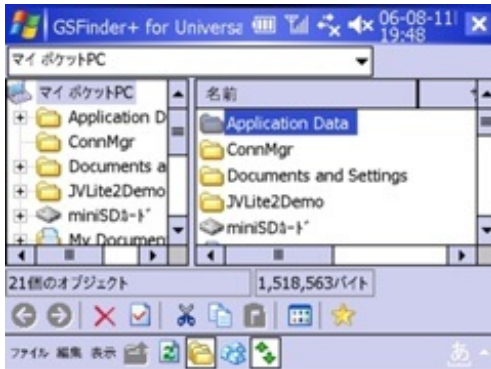 GSFinder+ for Universa
06-08-11
19:48
マイ ポケットPC
マイ ポケットPC
Application D
ConnMgr
Documents a
JVLite2Demo
miniSDカード
My Documen
名前
Application Data
ConnMgr
Documents and Settings
JVLite2Demo
miniSDカード
21個のオブジェクト
1,518,563バイト
ファイル 編集 表示
あ